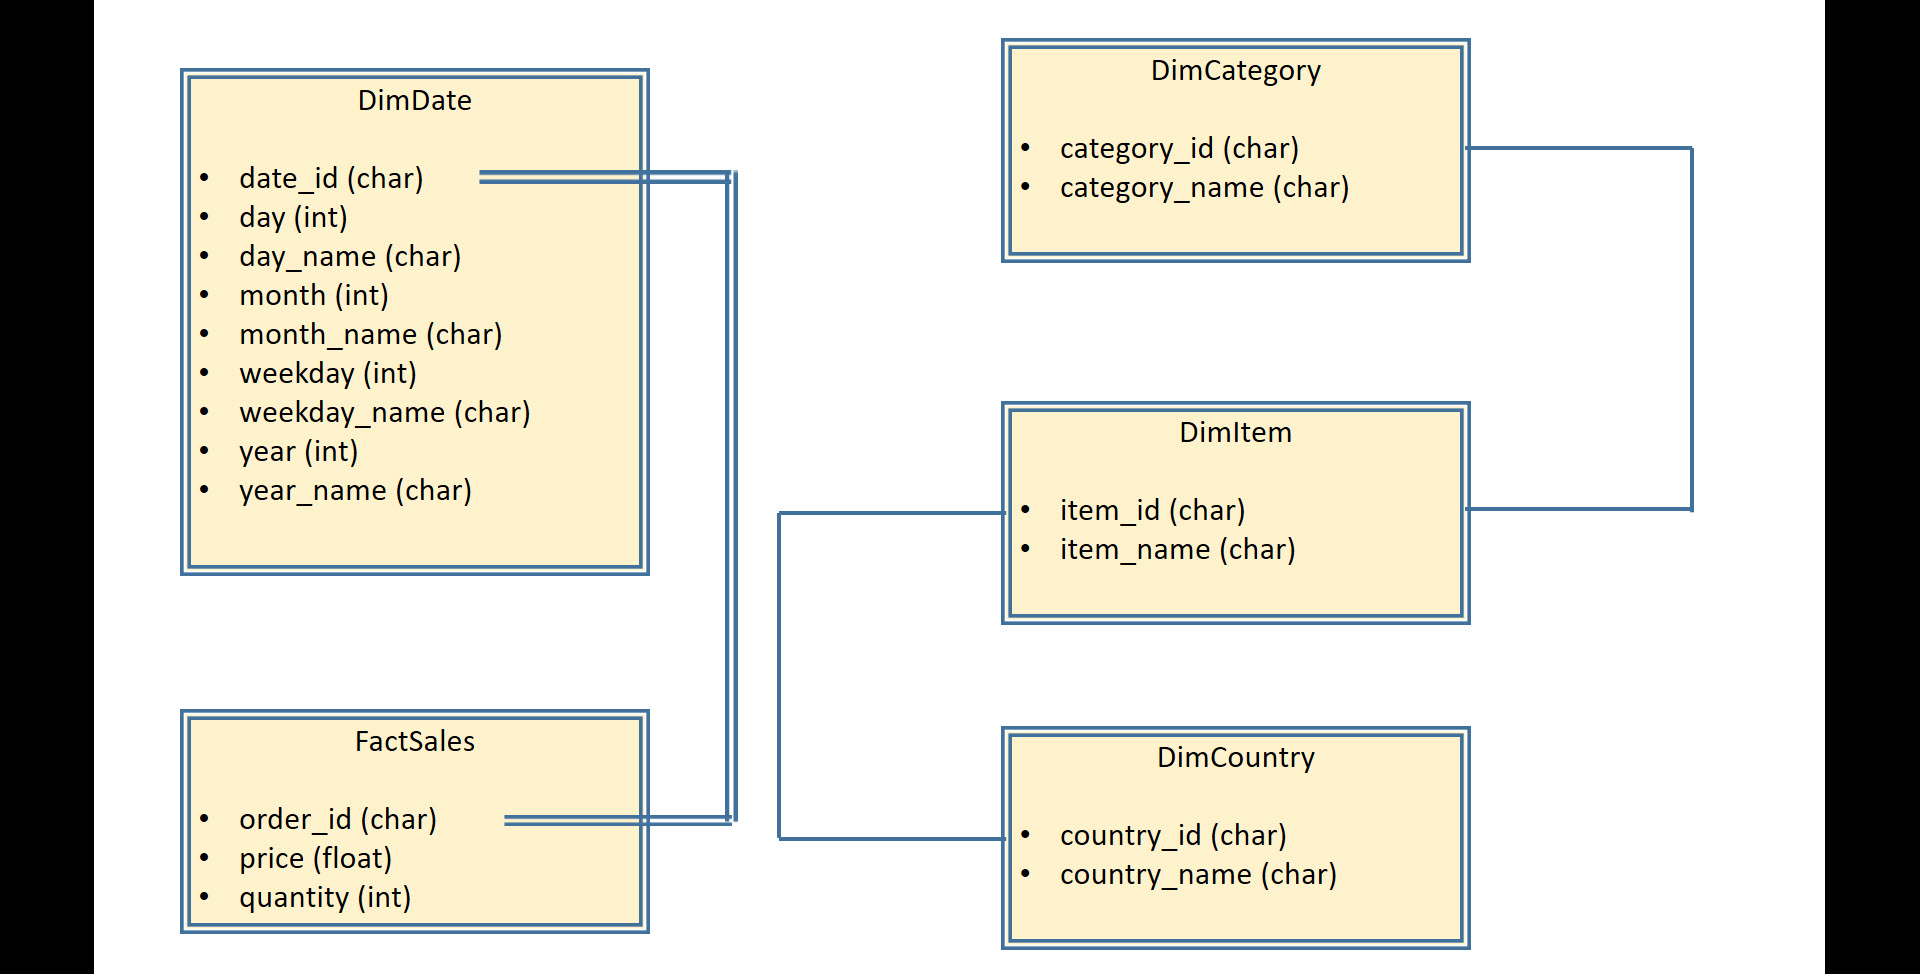 DimDate
• date_id (char)
• day (int)
• day_name (char)
• month (int)
• month_name (char)
• weekday (int)
• weekday_name (char)
• year (int)
• year_name (char)
FactSales
• order_id (char)
• price (float)
• quantity (int)
DimCategory
• category_id (char)
• category_name (char)
DimItem
• item_id (char)
• item_name (char)
DimCountry
• country_id (char)
• country_name (char)